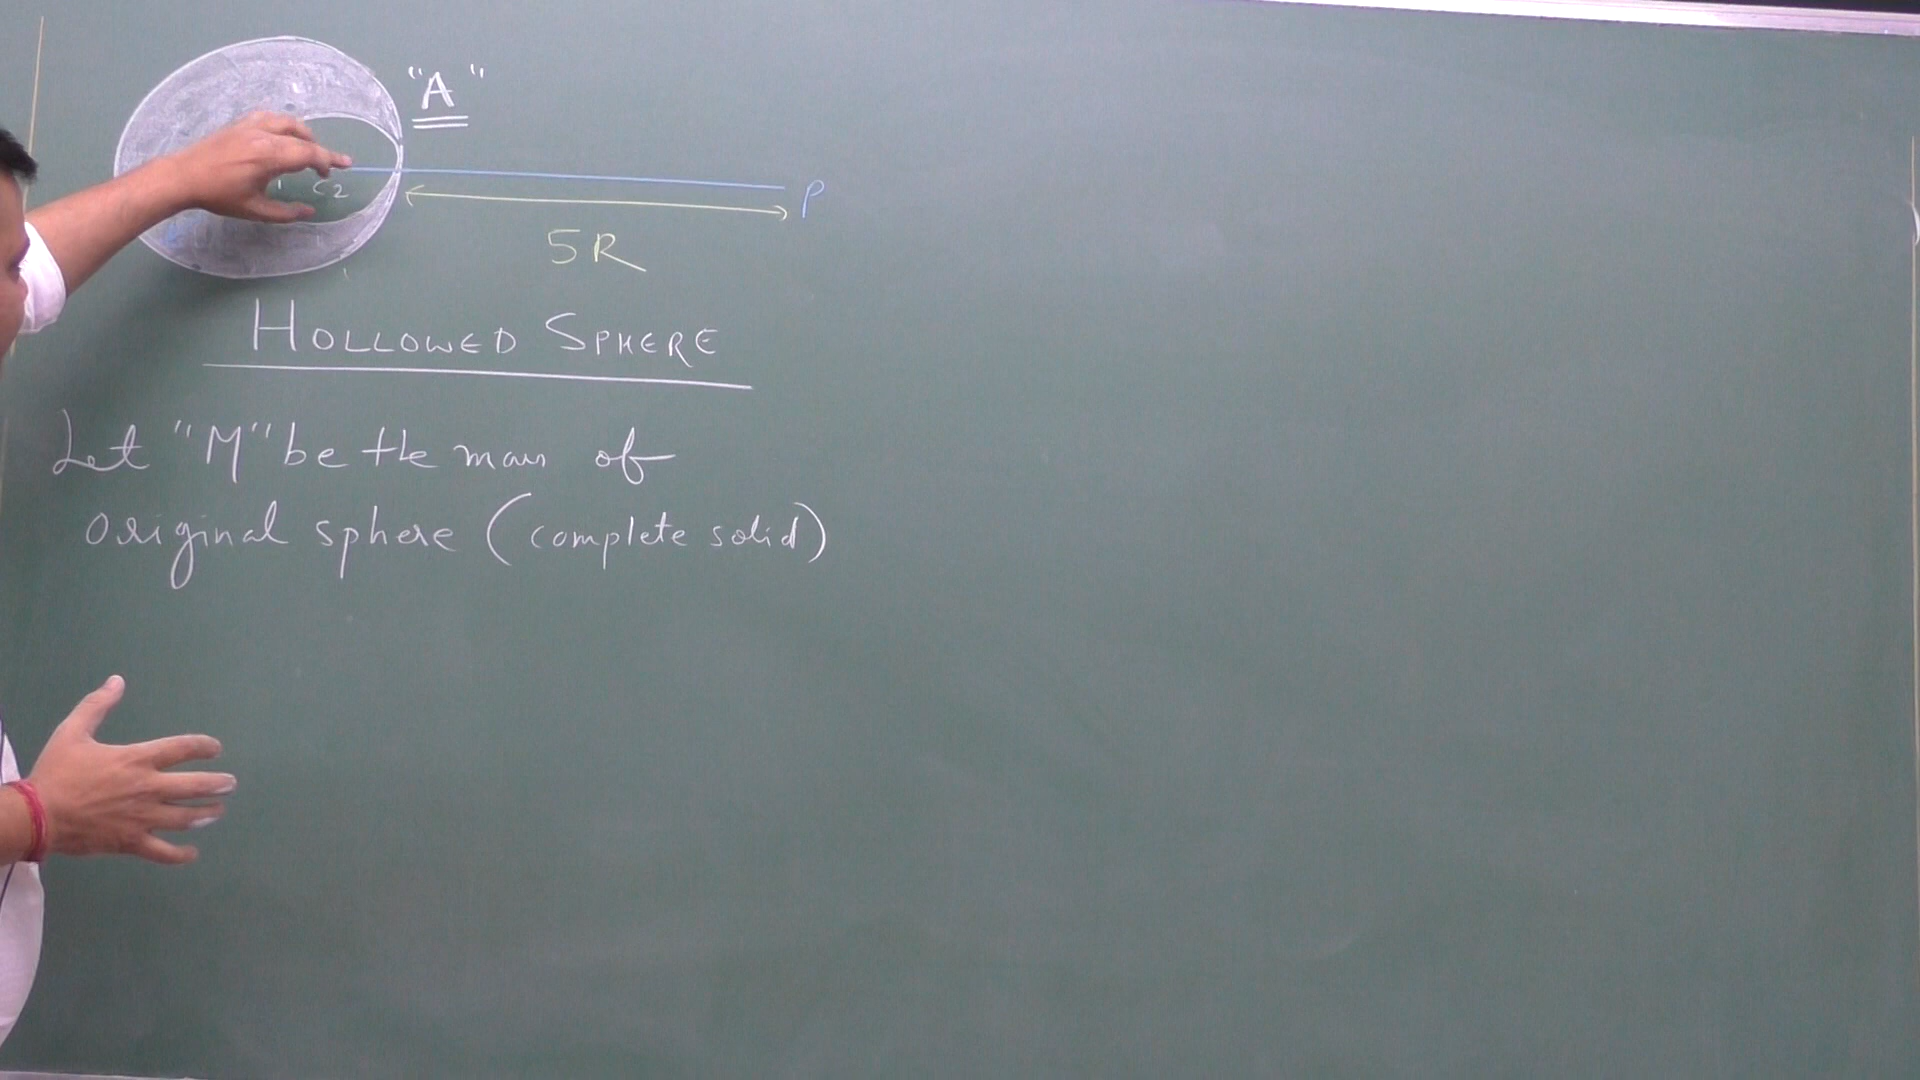 "A"
C2
P
5R
HOLLOWED SPHERE
Let "M" be the mass of
original sphere (complete solid)